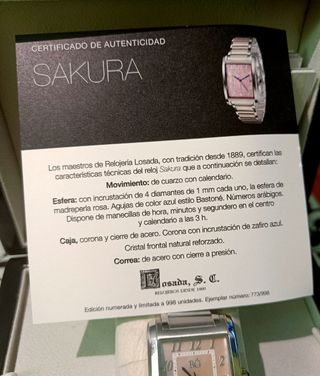 CERTIFICADO DE AUTENTICIDAD
SAKURA
Los maestros de Relojería Losada, con tradición desde 1889, certifican las
características técnicas del reloj Sakura que a continuación se detallan:
Movimiento: de cuarzo con calendario.
Esfera: con incrustación de 4 diamantes de 1 mm cada uno, la esfera de
madreperla rosa. Agujas de color azul estilo Bastoné. Números arábigos.
Dispone de manecillas de hora, minutos y segundero en el centro
y calendario a las 3 h.
Caja, corona y cierre de acero. Corona con incrustación de zafiro azul.
Cristal frontal natural reforzado.
Correa: de acero con cierre a presión.
Losada, S. C.
RELOJEROS DESDE 1889
Edición numerada y limitada a 998 unidades. Ejemplar número: 773/998
12